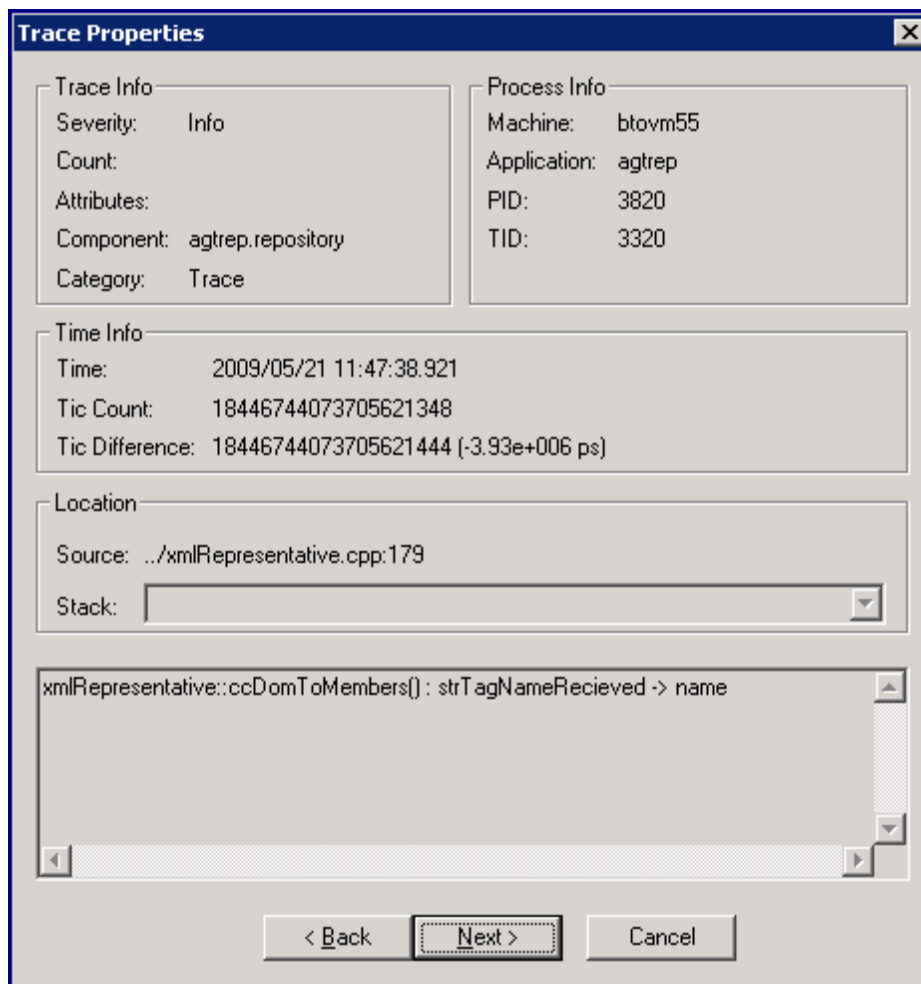 Trace Properties
Trace Info
Severity: Info
Count:
Attributes:
Component: agtrep.repository
Category: Trace
Process Info
Machine: btovm55
Application: agtrep
PID: 3820
TID: 3320
Time Info
Time: 2009/05/21 11:47:38.921
Tic Count: 18446744073705621348
Tic Difference: 18446744073705621444 (-3.93e+006 ps)
Location
Source: ../xmlRepresentative.cpp:179
Stack:
xmlRepresentative::ccDomToMembers() : strTagNameRecieved -> name
< Back Next > Cancel